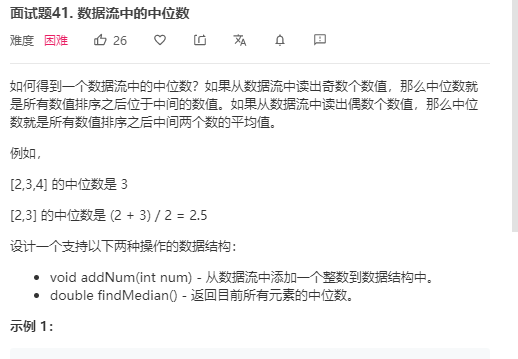 面试题41. 数据流中的中位数
难度 困难 26
如何得到一个数据流中的中位数？如果从数据流中读出奇数个数值，那么中位数就
是所有数值排序之后位于中间的数值。如果从数据流中读出偶数个数值，那么中位
数就是所有数值排序之后中间两个数的平均值。
例如，
[2,3,4] 的中位数是 3
[2,3] 的中位数是 (2 + 3) / 2 = 2.5
设计一个支持以下两种操作的数据结构：
• void addNum(int num) - 从数据流中添加一个整数到数据结构中。
• double findMedian() - 返回目前所有元素的中位数。
示例 1：